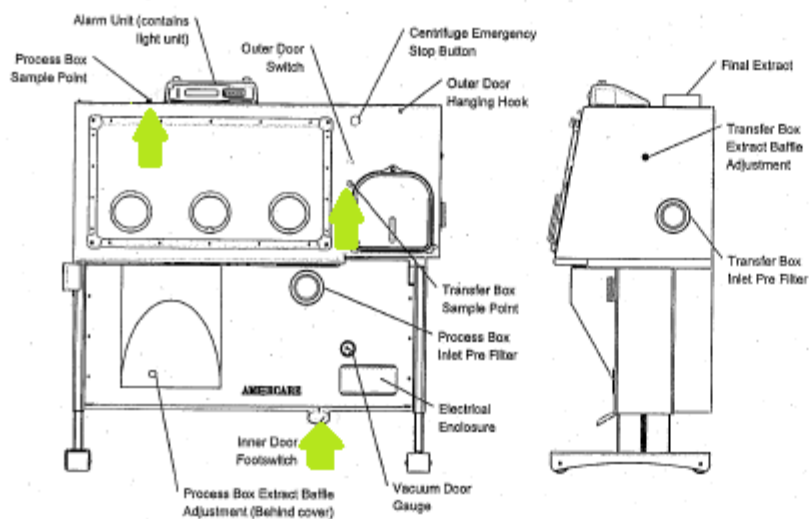 Alarm Unit (contains
light unit)
Process Box
Sample Point
Outer Door
Switch
Centrifuge Emergency
Stop Button
Outer Door
Hanging Hook
Final Extract
Transfer Box
Extract Baffle
Adjustment
Transfer Box
Inlet Pre Filter
Transfer Box
Sample Point
Process Box
Inlet Pre Filter
AMERCARE
Electrical
Enclosure
Inner Door
Footswitch
Vacuum Door
Gauge
Process Box Extract Baffle
Adjustment (Behind cover)